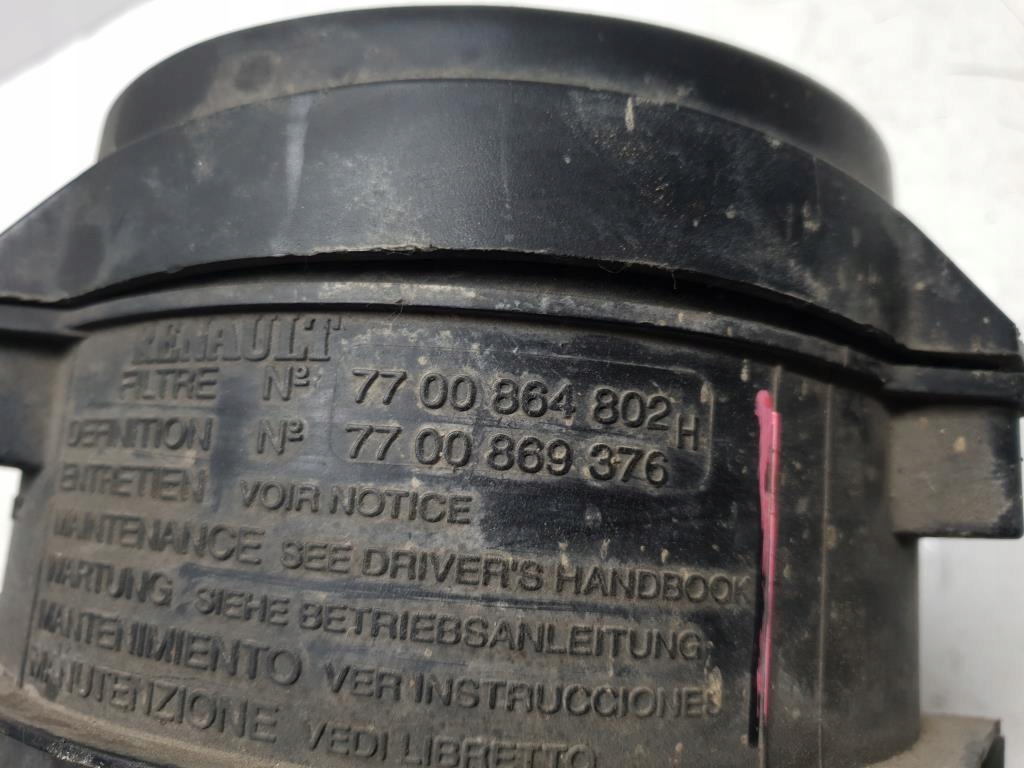 RENAULT
FILTRE Nº 77 00 864 802 H
DEFINITION Nº 77 00 869 376
ENTRETIEN VOIR NOTICE
MAINTENANCE SEE DRIVER'S HANDBOOK
WARTUNG SIEHE BETRIEBSANLEITUNG
MANTENIMIENTO VER INSTRUCCIONES
MANUTENZIONE VEDI LIBRETTO